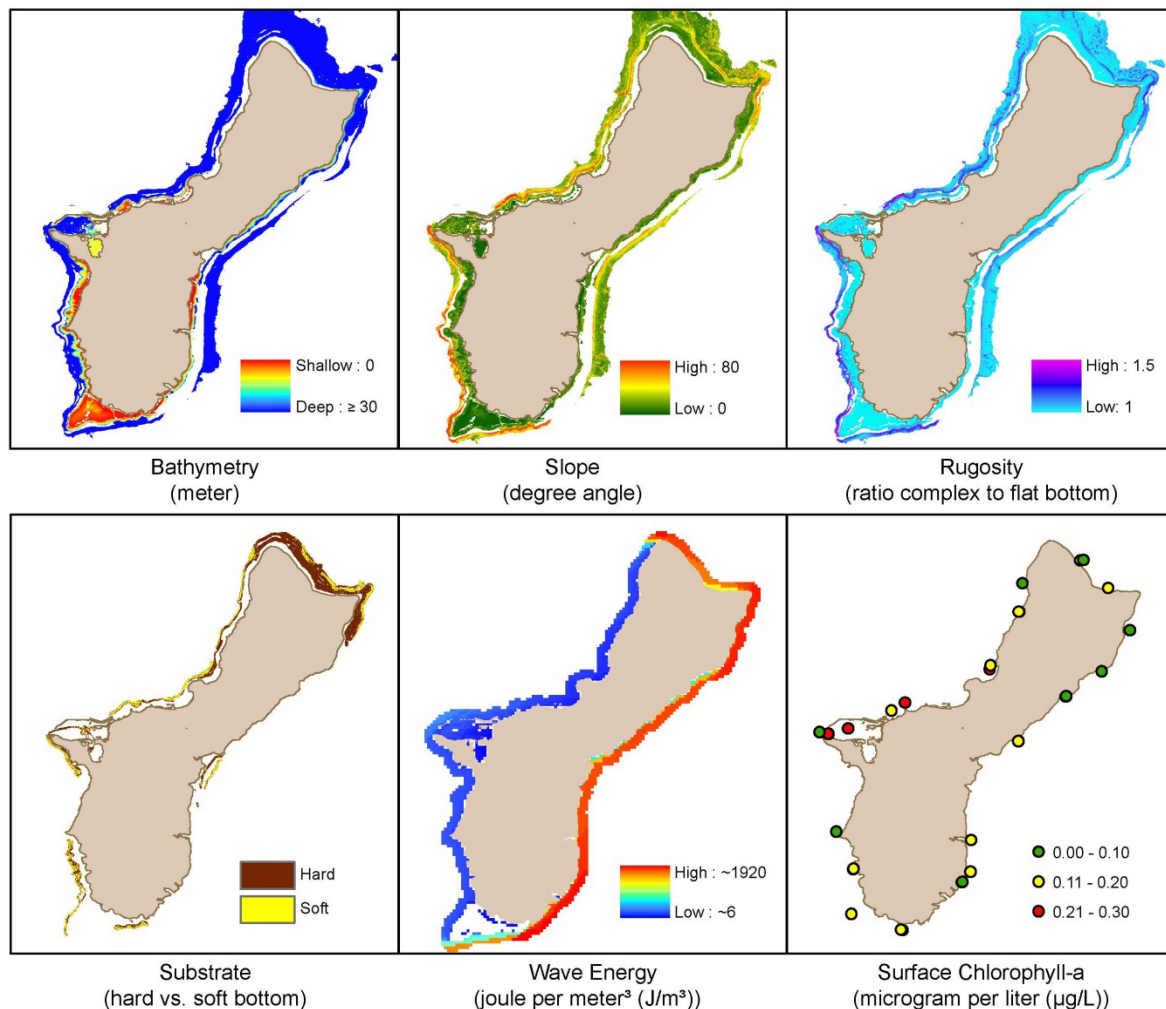 Shallow : 0
Deep : ≥ 30
Bathymetry
(meter)
High : 80
Low : 0
Slope
(degree angle)
High : 1.5
Low: 1
Rugosity
(ratio complex to flat bottom)
Hard
Soft
Substrate
(hard vs. soft bottom)
High : ~1920
Low : ~6
Wave Energy
(joule per meter³ (J/m³))
0.00 - 0.10
0.11 - 0.20
0.21 - 0.30
Surface Chlorophyll-a
(microgram per liter (µg/L))